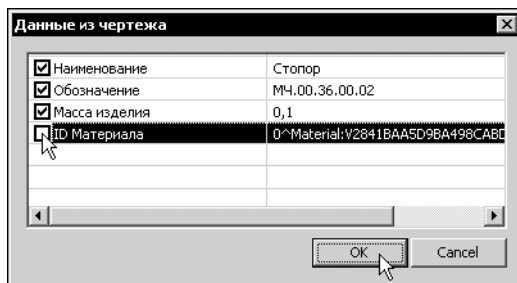 Данные из чертежа
Наименование Стопор
Обозначение МЧ.00.36.00.02
Масса изделия 0,1
ID Материала 0^Material:V2841BAA5D9BA498CABD
OK Cancel